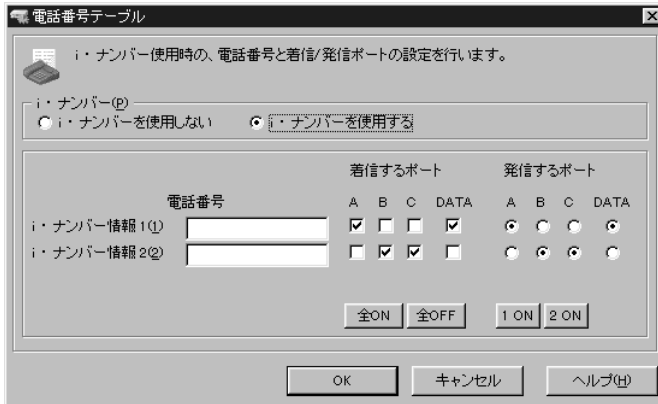 電話番号テーブル
i・ナンバー使用時の、電話番号と着信/発信ポートの設定を行います。
i・ナンバー(P)
i・ナンバーを使用しない i・ナンバーを使用する
着信するポート 発信するポート
電話番号 A B C DATA A B C DATA
i・ナンバー情報1(1)
i・ナンバー情報2(2)
全ON 全OFF 1 ON 2 ON
OK キャンセル ヘルプ(H)